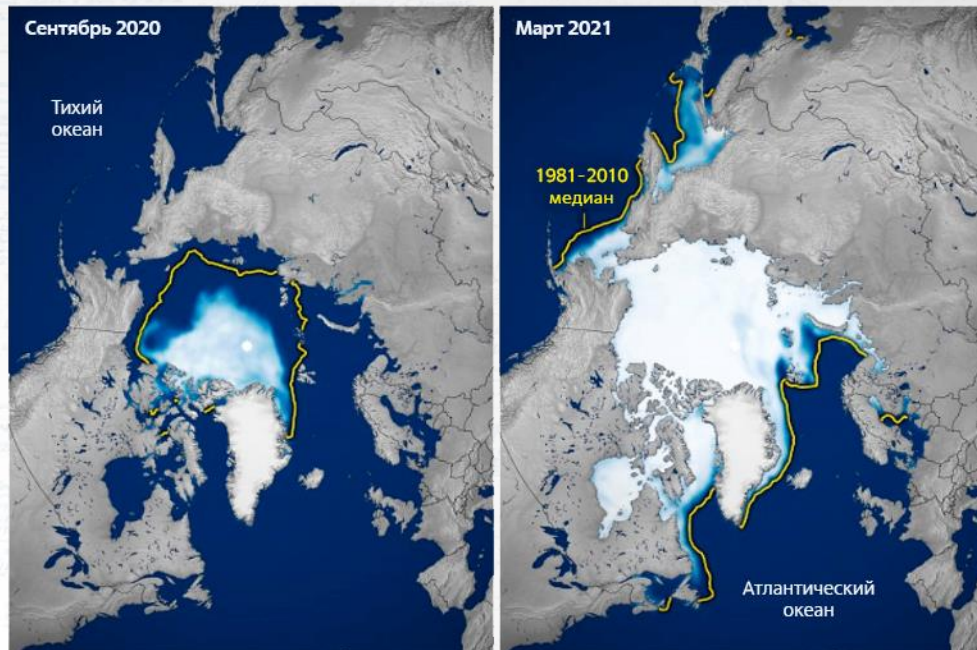 Сентябрь 2020
Тихий
океан
Март 2021
1981-2010
медиан
Атлантический
океан